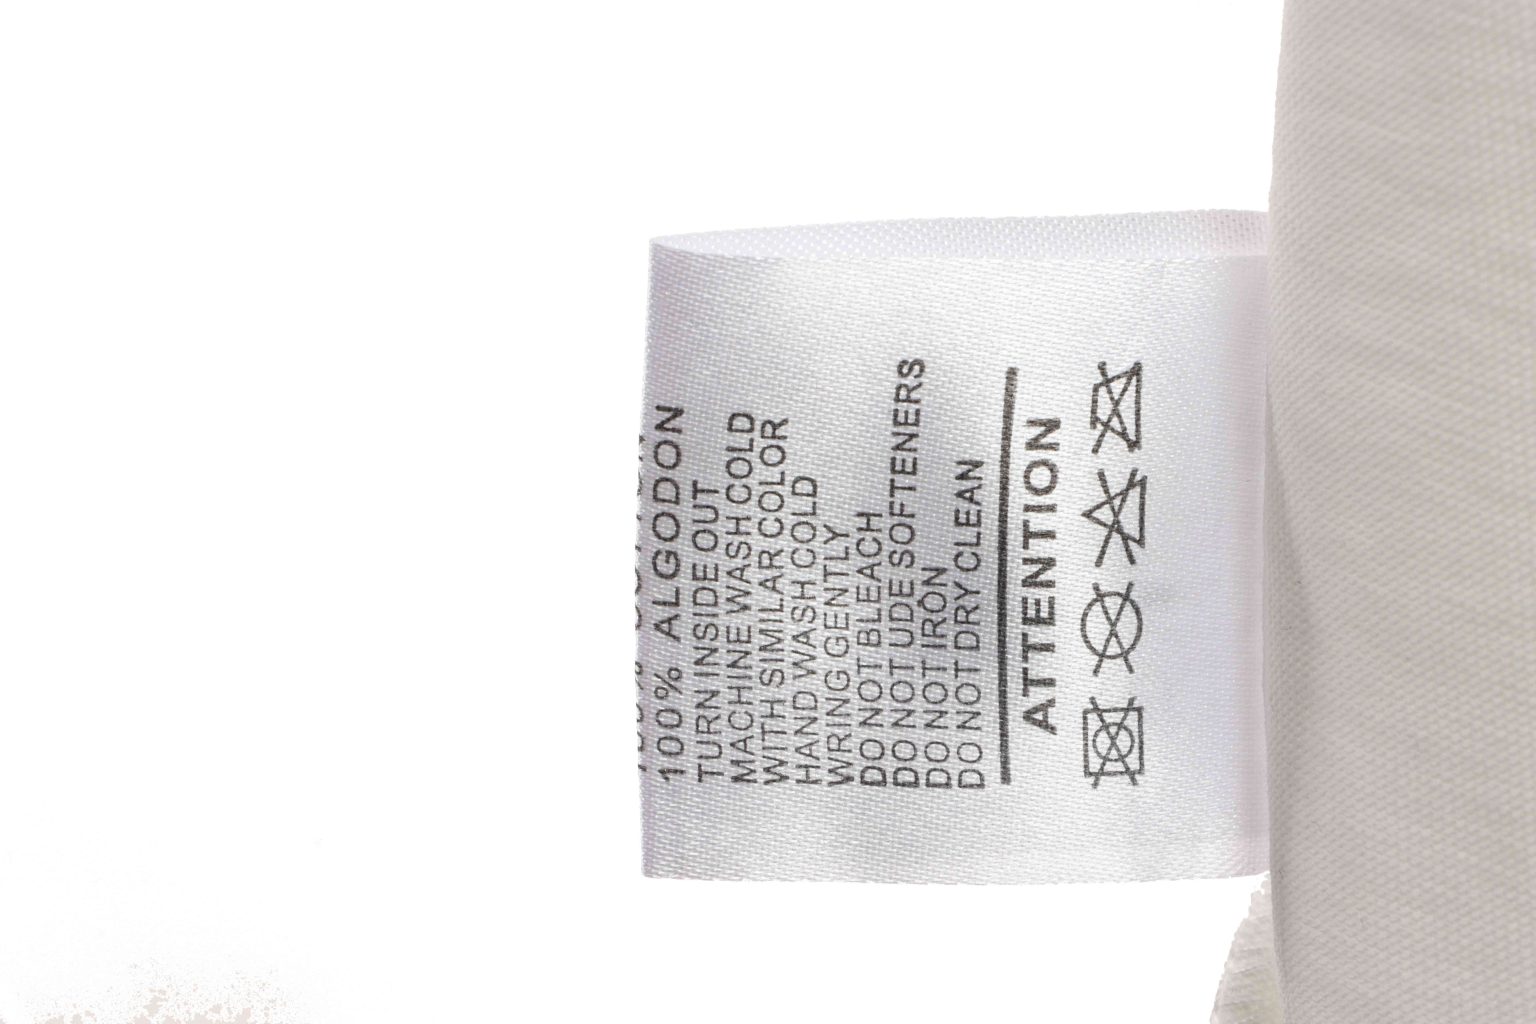 100% ALGODON
TURN INSIDE OUT
MACHINE WASH COLD
WITH SIMILAR COLOR
HAND WASH COLD
WRING GENTLY
DO NOT BLEACH
DO NOT UDE SOFTENERS
DO NOT IRON
DO NOT DRY CLEAN
ATTENTION